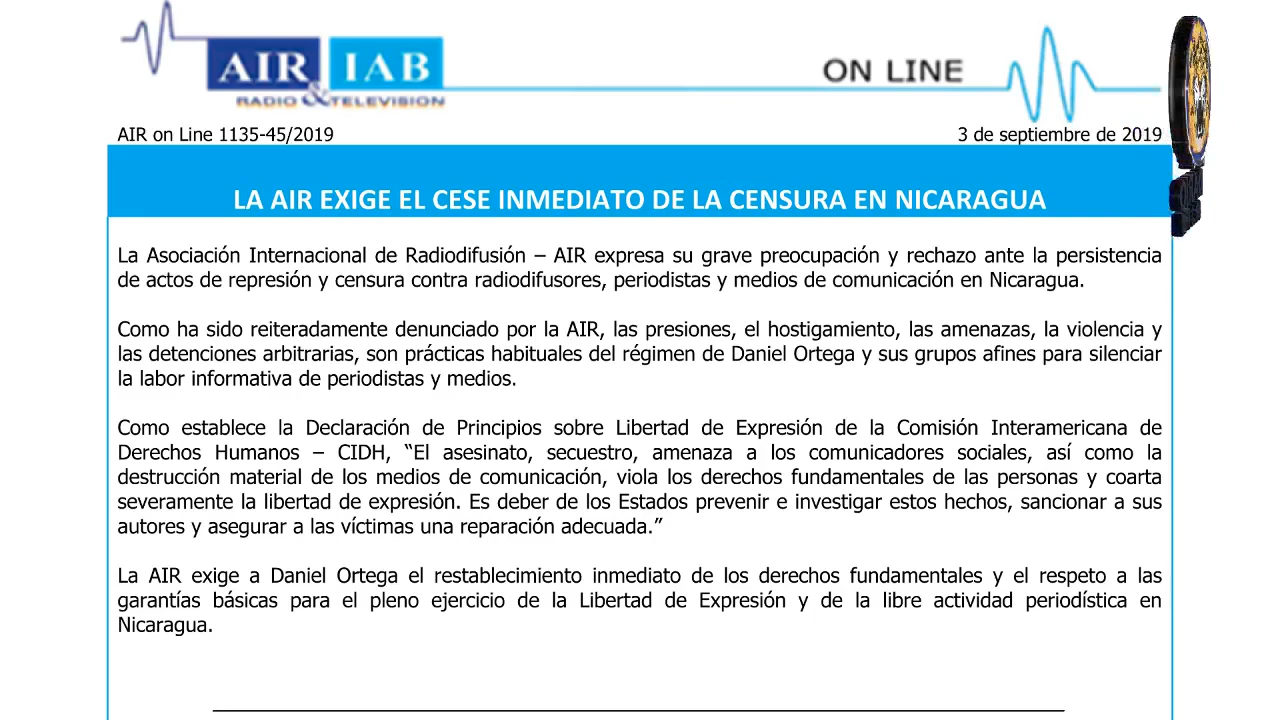 AIR IAB
ON LINE
RADIO & TELEVISION
AIR on Line 1135-45/2019
3 de septiembre de 2019
LA AIR EXIGE EL CESE INMEDIATO DE LA CENSURA EN NICARAGUA
La Asociación Internacional de Radiodifusión – AIR expresa su grave preocupación y rechazo ante la persistencia
de actos de represión y censura contra radiodifusores, periodistas y medios de comunicación en Nicaragua.
Como ha sido reiteradamente denunciado por la AIR, las presiones, el hostigamiento, las amenazas, la violencia y
las detenciones arbitrarias, son prácticas habituales del régimen de Daniel Ortega y sus grupos afines para silenciar
la labor informativa de periodistas y medios.
Como establece la Declaración de Principios sobre Libertad de Expresión de la Comisión Interamericana de
Derechos Humanos – CIDH, “El asesinato, secuestro, amenaza a los comunicadores sociales, así como la
destrucción material de los medios de comunicación, viola los derechos fundamentales de las personas y coarta
severamente la libertad de expresión. Es deber de los Estados prevenir e investigar estos hechos, sancionar a sus
autores y asegurar a las víctimas una reparación adecuada.”
La AIR exige a Daniel Ortega el restablecimiento inmediato de los derechos fundamentales y el respeto a las
garantías básicas para el pleno ejercicio de la Libertad de Expresión y de la libre actividad periodística en
Nicaragua.